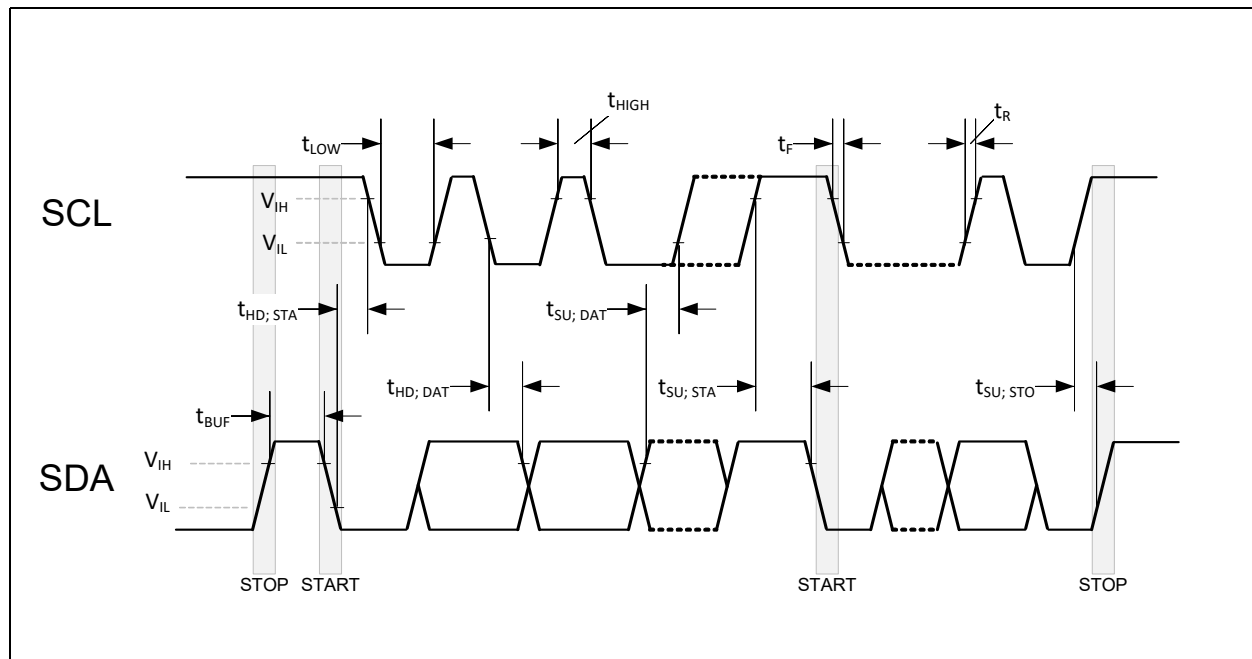 tHIGH
tR
tLOW
tF
SCL
VIH
VIL
tHD; STA
tSU; DAT
tHD; DAT
tSU; STA
tSU; STO
tBUF
SDA
VIH
VIL
STOP
START
START
STOP